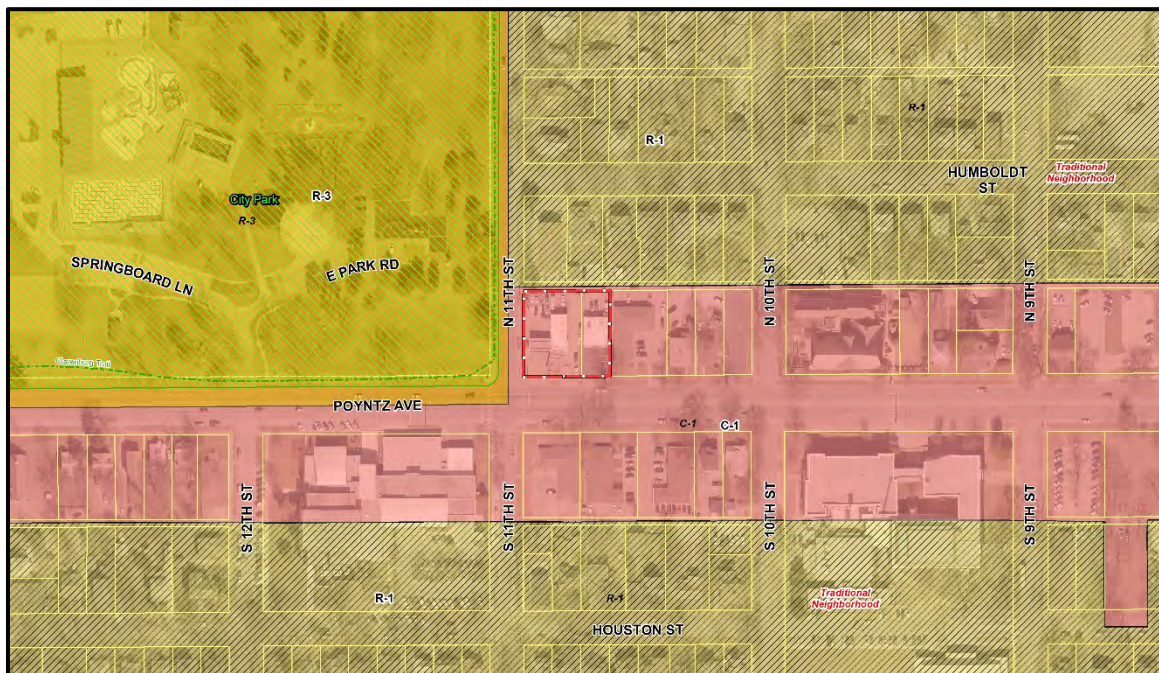 R-1
R-1
Traditional
Neighborhood
HUMBOLDT
ST
City Park
R-3
R-3
SPRINGBOARD LN
E PARK RD
N 11TH ST
N 10TH ST
N 9TH ST
POYNTZ AVE
C-1
C-1
S 12TH ST
S 11TH ST
S 10TH ST
S 9TH ST
R-1
R-1
Traditional
Neighborhood
HOUSTON ST